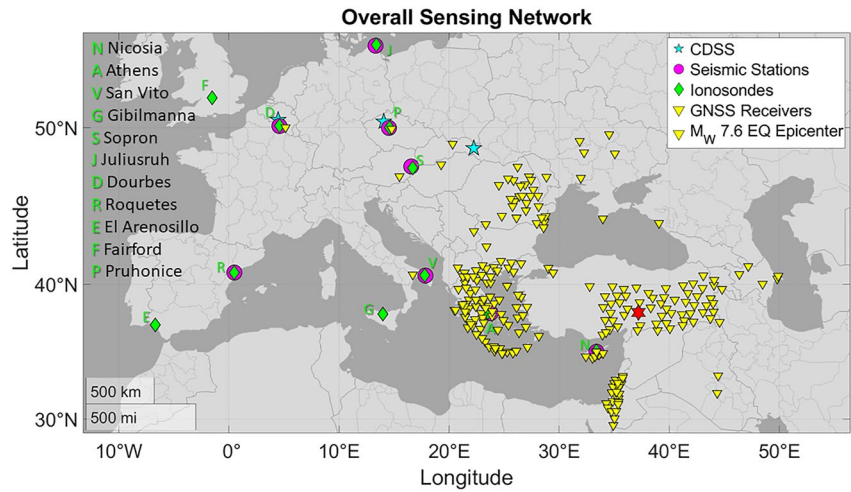 Overall Sensing Network
N Nicosia
A Athens
V San Vito
G Gibilmanna
S Sopron
J Juliusruh
D Dourbes
R Roquetes
E El Arenosillo
F Fairford
P Pruhonice
CDSS
Seismic Stations
Ionosondes
GNSS Receivers
MW 7.6 EQ Epicenter
J
F
D
P
S
R
V
G
E
A
N
50°N
40°N
30°N
Latitude
500 km
500 mi
10°W 0° 10°E 20°E 30°E 40°E 50°E
Longitude